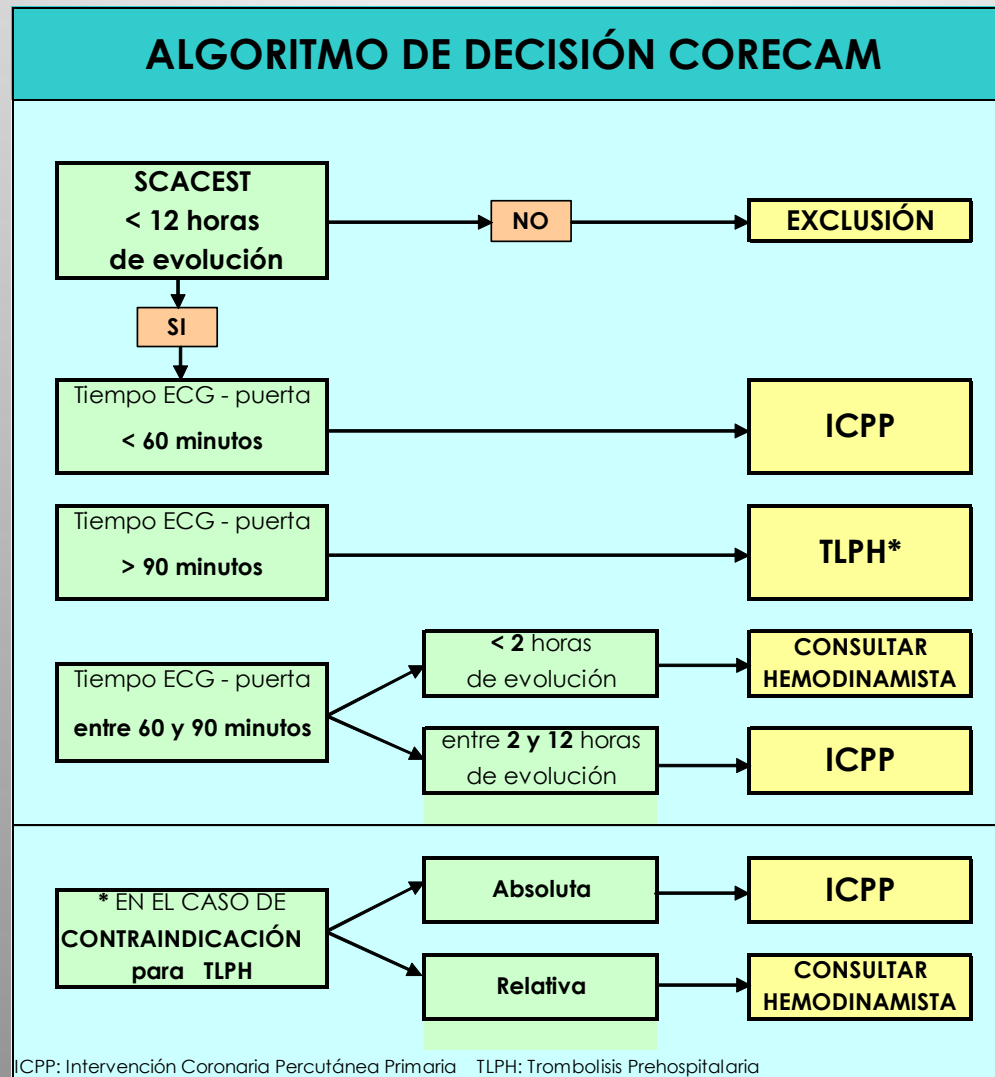 ALGORITMO DE DECISIÓN CORECAM
SCACEST
< 12 horas
de evolución
NO
EXCLUSIÓN
SI
Tiempo ECG - puerta
< 60 minutos
ICPP
Tiempo ECG - puerta
> 90 minutos
TLPH*
Tiempo ECG - puerta
entre 60 y 90 minutos
< 2 horas
de evolución
CONSULTAR
HEMODINAMISTA
entre 2 y 12 horas
de evolución
ICPP
* EN EL CASO DE
CONTRAINDICACIÓN
para TLPH
Absoluta
ICPP
Relativa
CONSULTAR
HEMODINAMISTA
ICPP: Intervención Coronaria Percutánea Primaria TLPH: Trombolisis Prehospitalaria